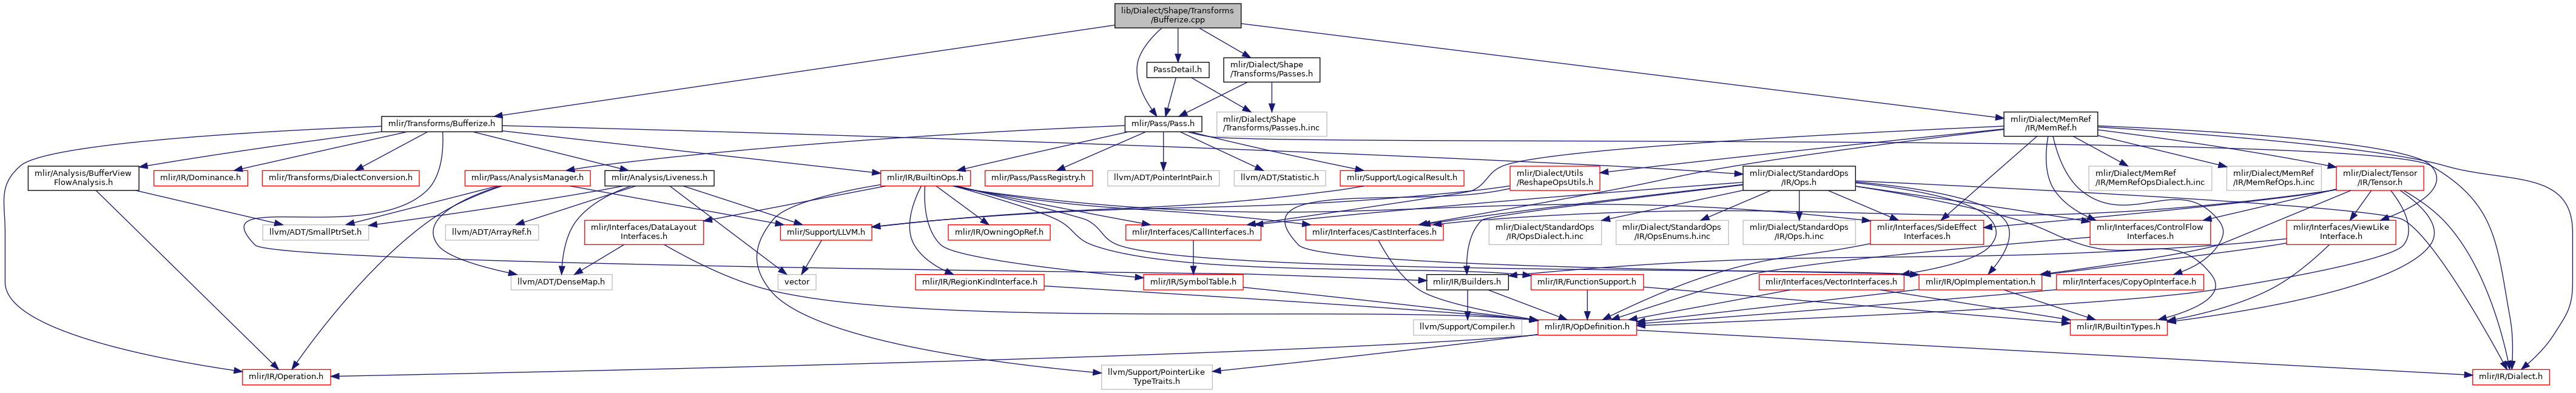 lib/Dialect/Shape/Transforms
/Bufferize.cpp
PassDetail.h
mlir/Dialect/Shape
/Transforms/Passes.h
mlir/Transforms/Bufferize.h
mlir/Pass/Pass.h
mlir/Dialect/Shape
/Transforms/Passes.h.inc
mlir/Dialect/MemRef
/IR/MemRef.h
mlir/Analysis/BufferView
FlowAnalysis.h
mlir/IR/Dominance.h
mlir/Transforms/DialectConversion.h
mlir/Pass/AnalysisManager.h
mlir/Analysis/Liveness.h
mlir/IR/BuiltinOps.h
mlir/Pass/PassRegistry.h
llvm/ADT/PointerIntPair.h
llvm/ADT/Statistic.h
mlir/Support/LogicalResult.h
mlir/Dialect/Utils
/ReshapeOpsUtils.h
mlir/Dialect/StandardOps
/IR/Ops.h
mlir/Dialect/MemRef
/IR/MemRefOpsDialect.h.inc
mlir/Dialect/MemRef
/IR/MemRefOps.h.inc
mlir/Dialect/Tensor
/IR/Tensor.h
llvm/ADT/SmallPtrSet.h
llvm/ADT/ArrayRef.h
mlir/Interfaces/DataLayout
Interfaces.h
mlir/Support/LLVM.h
mlir/IR/OwningOpRef.h
mlir/Interfaces/CallInterfaces.h
mlir/Interfaces/CastInterfaces.h
mlir/Dialect/StandardOps
/IR/OpsDialect.h.inc
mlir/Dialect/StandardOps
/IR/OpsEnums.h.inc
mlir/Dialect/StandardOps
/IR/Ops.h.inc
mlir/Interfaces/SideEffect
Interfaces.h
mlir/Interfaces/ControlFlow
Interfaces.h
mlir/Interfaces/ViewLike
Interface.h
llvm/ADT/DenseMap.h
vector
mlir/IR/RegionKindInterface.h
mlir/IR/SymbolTable.h
mlir/IR/Builders.h
mlir/IR/FunctionSupport.h
mlir/Interfaces/VectorInterfaces.h
mlir/IR/OpImplementation.h
mlir/Interfaces/CopyOpInterface.h
llvm/Support/Compiler.h
mlir/IR/OpDefinition.h
mlir/IR/BuiltinTypes.h
mlir/IR/Operation.h
llvm/Support/PointerLike
TypeTraits.h
mlir/IR/Dialect.h